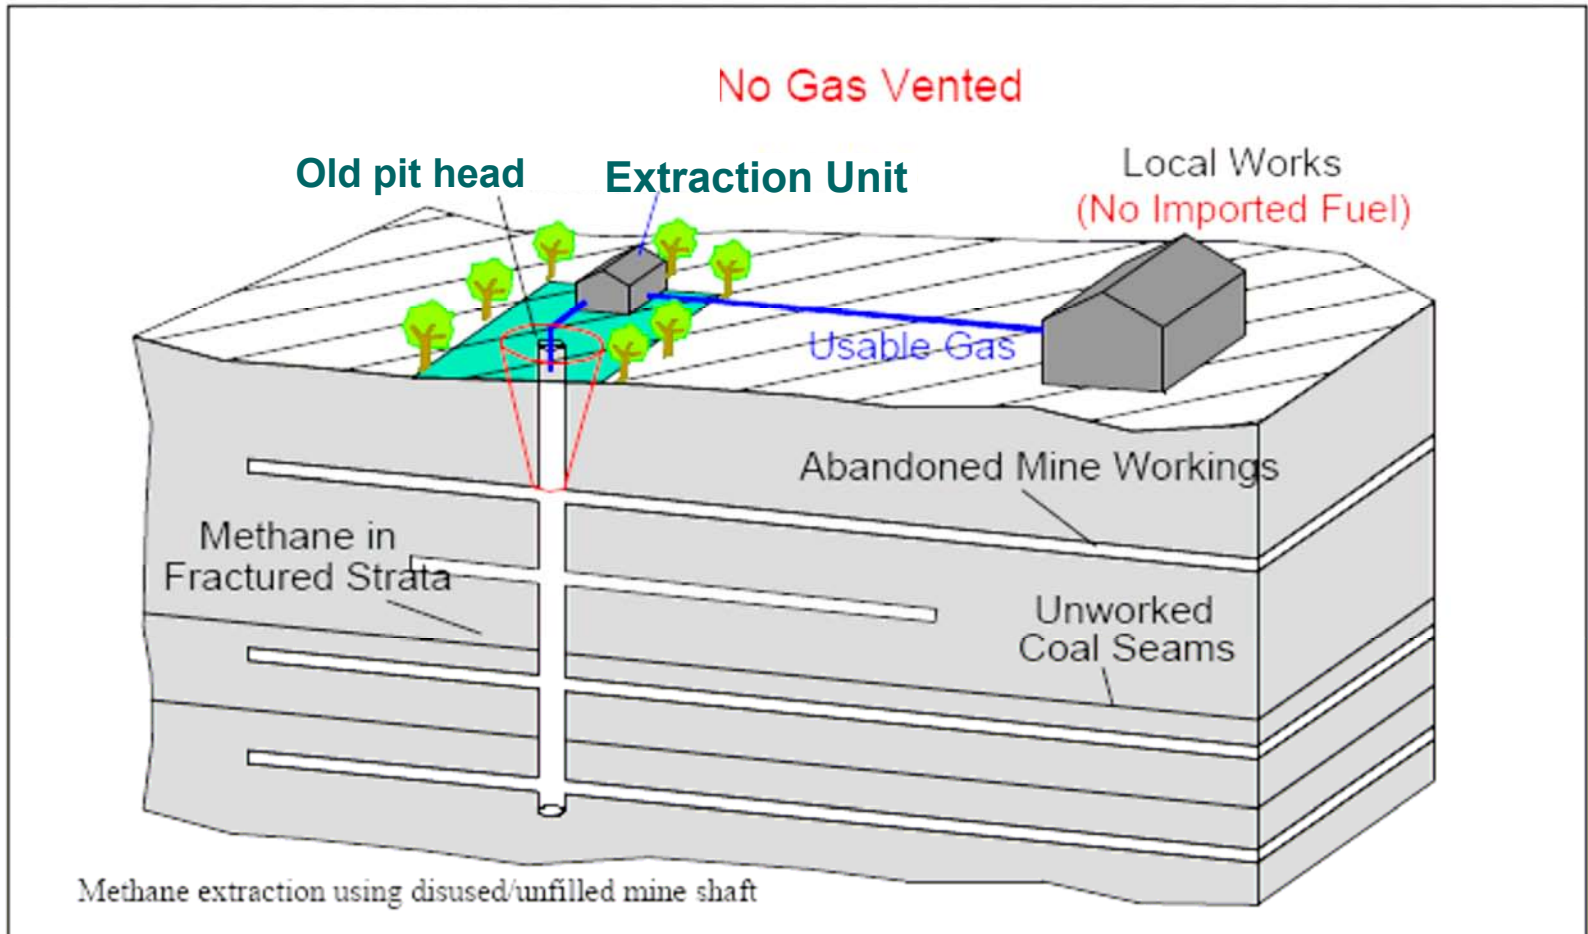 No Gas Vented
Old pit head
Extraction Unit
Local Works
(No Imported Fuel)
Usable Gas
Abandoned Mine Workings
Methane in
Fractured Strata
Unworked
Coal Seams
Methane extraction using disused/unfilled mine shaft